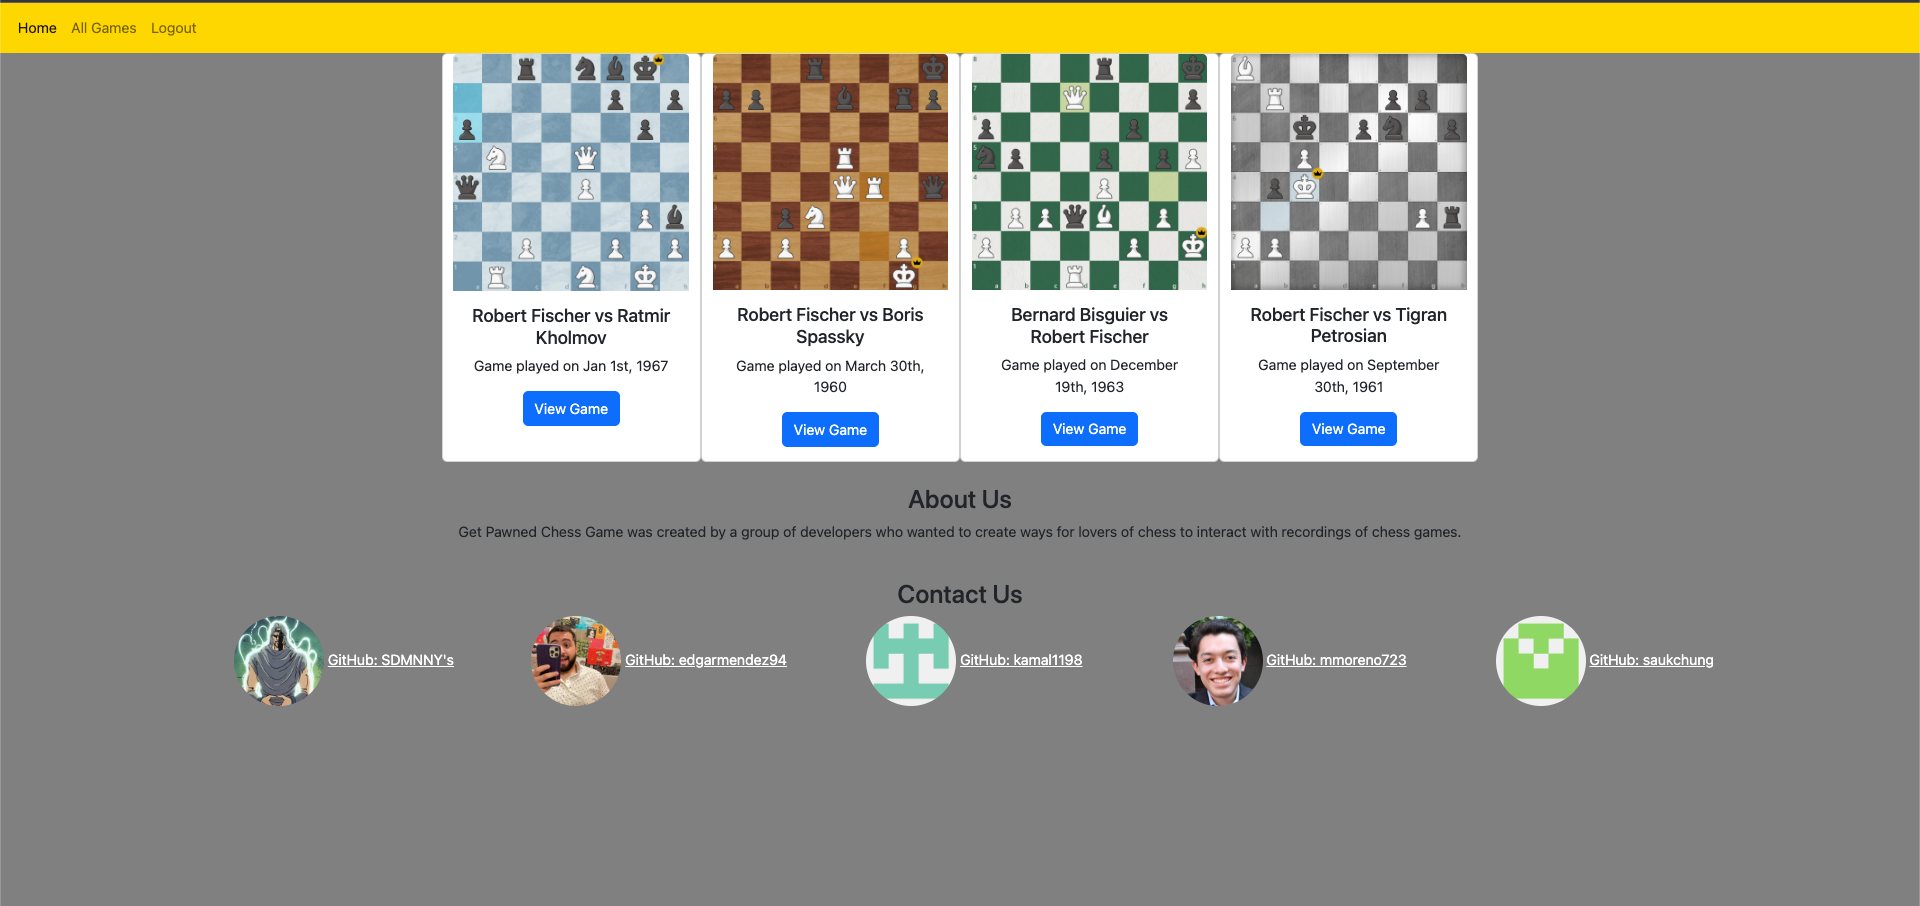 Home All Games Logout
Robert Fischer vs Ratmir
Kholmov
Game played on Jan 1st, 1967
View Game
Robert Fischer vs Boris
Spassky
Game played on March 30th,
1960
View Game
Bernard Bisguier vs
Robert Fischer
Game played on December
19th, 1963
View Game
Robert Fischer vs Tigran
Petrosian
Game played on September
30th, 1961
View Game
About Us
Get Pawned Chess Game was created by a group of developers who wanted to create ways for lovers of chess to interact with recordings of chess games.
Contact Us
GitHub: SDMNNY's
GitHub: edgarmendez94
GitHub: kamal1198
GitHub: mmoreno723
GitHub: saukchung